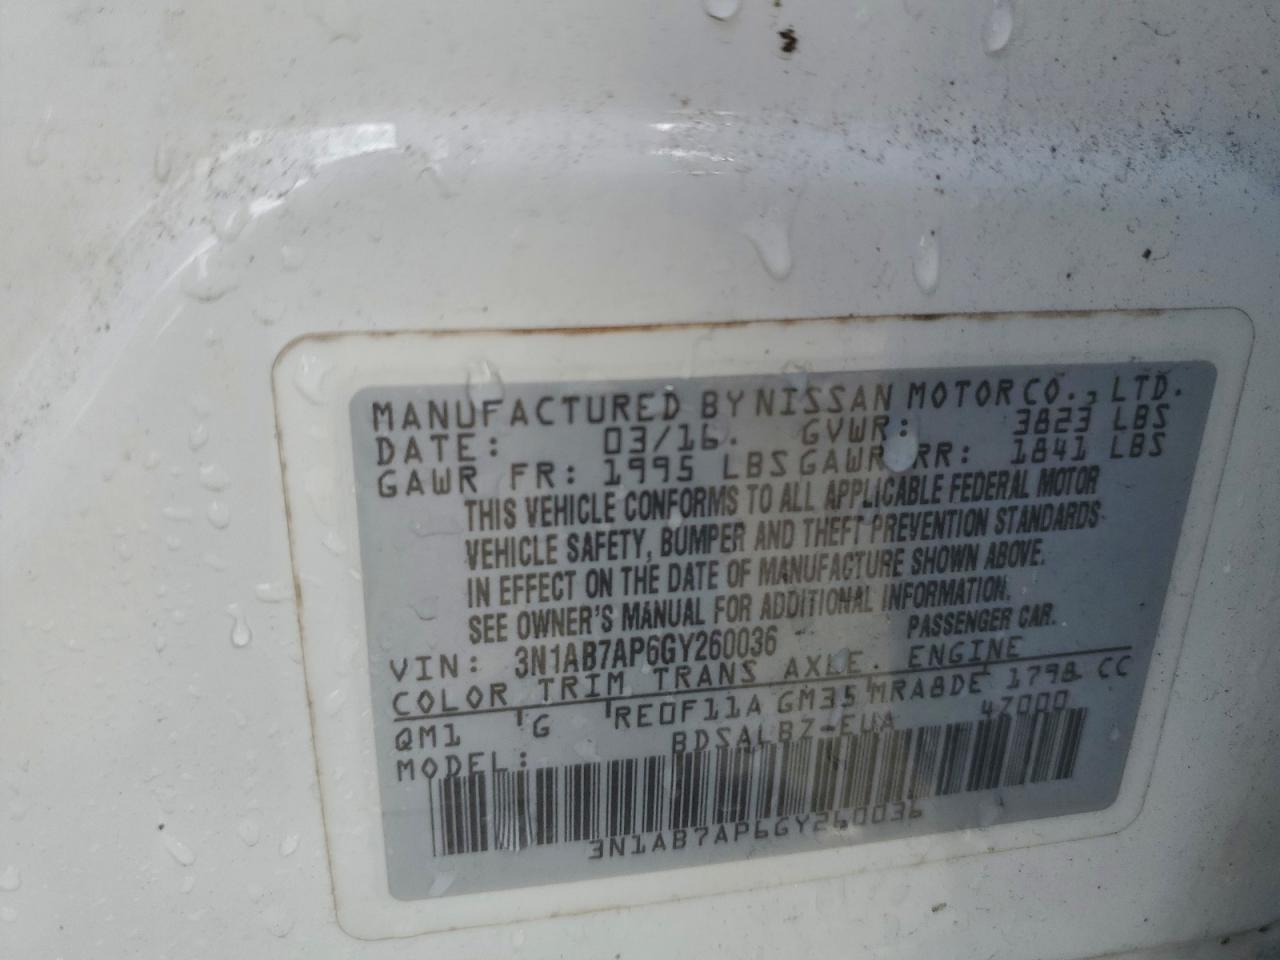 MANUFACTURED BY NISSAN MOTOR CO., LTD.
DATE: 03/16. GVWR: 3823 LBS
GAWR FR: 1995 LBS GAWR RR: 1841 LBS
THIS VEHICLE CONFORMS TO ALL APPLICABLE FEDERAL MOTOR
VEHICLE SAFETY, BUMPER AND THEFT PREVENTION STANDARDS
IN EFFECT ON THE DATE OF MANUFACTURE SHOWN ABOVE.
SEE OWNER'S MANUAL FOR ADDITIONAL INFORMATION.
VIN: 3N1AB7AP6GY260036 PASSENGER CAR.
COLOR TRIM TRANS AXLE. ENGINE
QM1 G RE0F11A GM35 MRA8DE 1798 CC
MODEL: BDSALBZ-EUA 47000
3N1AB7AP6GY260036